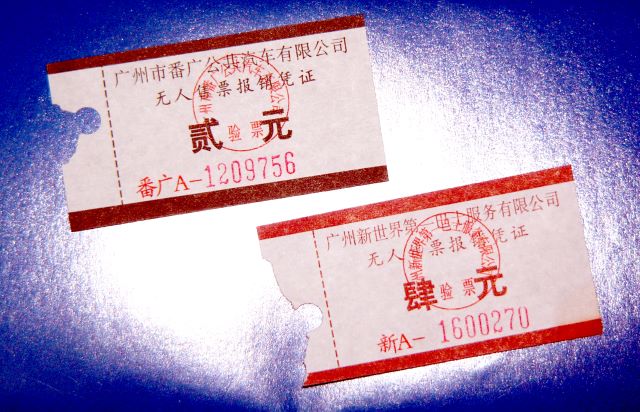 广州市番广公共汽车有限公司
无人售票报销凭证
贰元
验票
番广A-1209756
广州新世界第一巴士服务有限公司
无人售票报销凭证
肆元
验票
新A-1600270